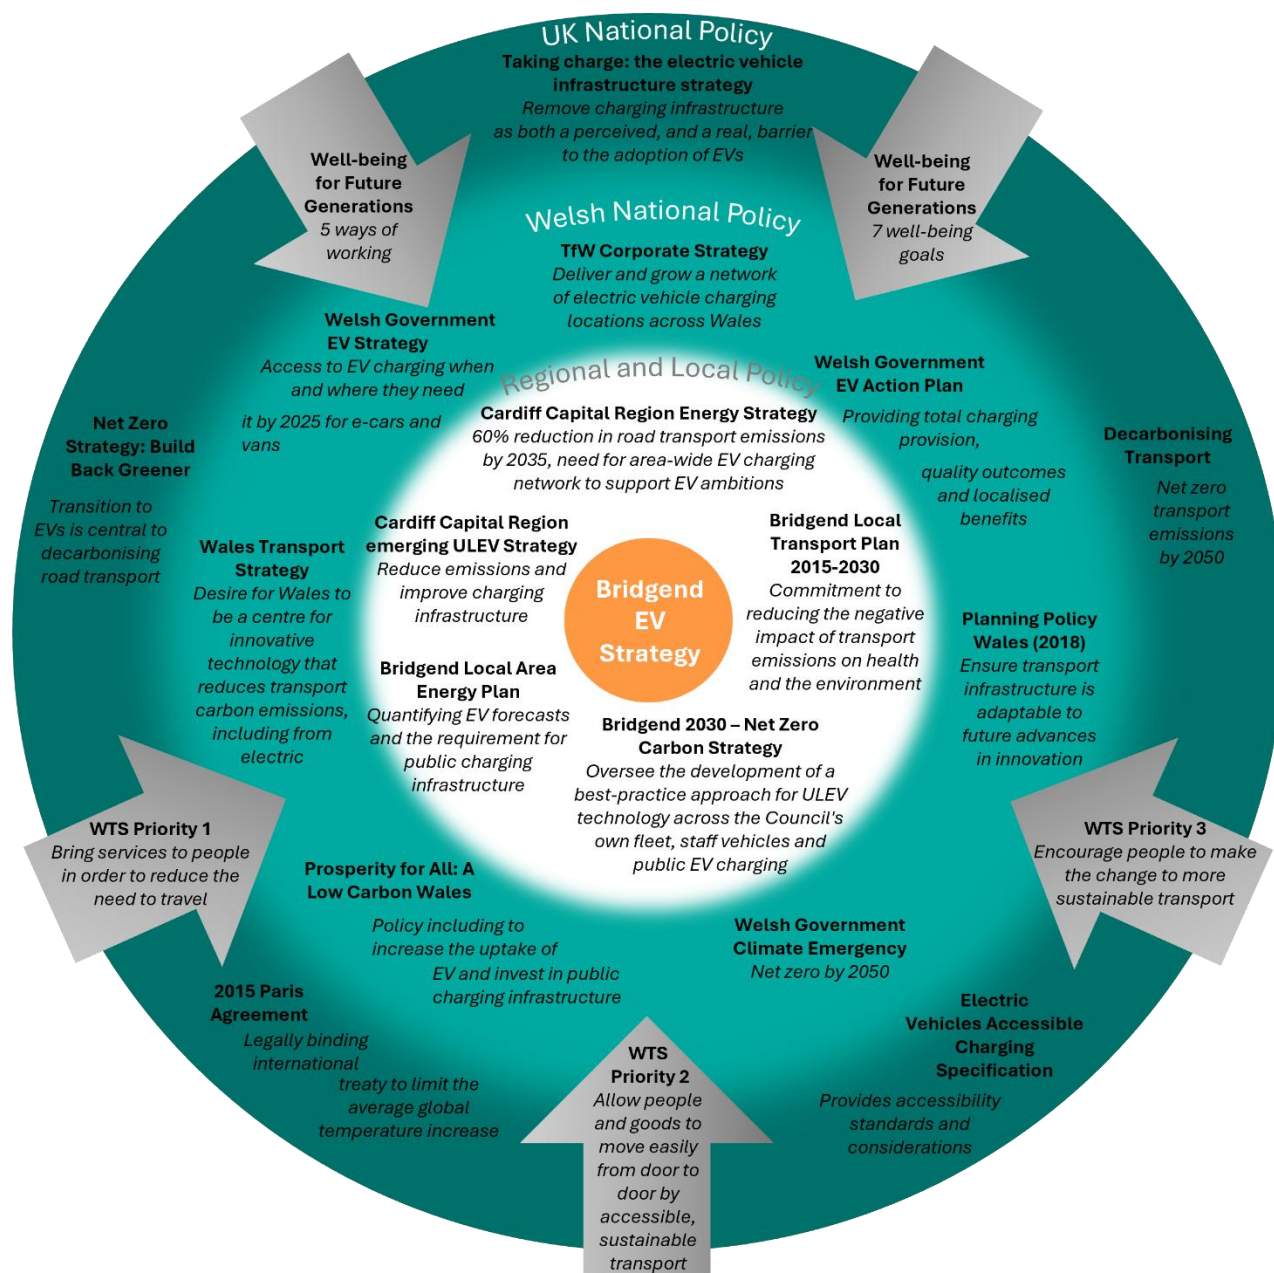 UK National Policy
Taking charge: the electric vehicle
infrastructure strategy
Remove charging infrastructure
as both a perceived, and a real, barrier
to the adoption of EVs
Well-being
for Future
Generations
5 ways of
working
Well-being
for Future
Generations
7 well-being
goals
Welsh National Policy
TfW Corporate Strategy
Deliver and grow a network
of electric vehicle charging
locations across Wales
Welsh Government
EV Strategy
Access to EV charging when
and where they need
it by 2025 for e-cars and
vans
Welsh Government
EV Action Plan
Providing total charging
provision,
quality outcomes
and localised
benefits
Net Zero
Strategy: Build
Back Greener
Transition to
EVs is central to
decarbonising
road transport
Decarbonising
Transport
Net zero
transport
emissions
by 2050
Regional and Local Policy
Cardiff Capital Region Energy Strategy
60% reduction in road transport emissions
by 2035, need for area-wide EV charging
network to support EV ambitions
Cardiff Capital Region
emerging ULEV Strategy
Reduce emissions and
improve charging
infrastructure
Bridgend Local
Transport Plan
2015-2030
Commitment to
reducing the negative
impact of transport
emissions on health
and the environment
Wales Transport
Strategy
Desire for Wales to
be a centre for
innovative
technology that
reduces transport
carbon emissions,
including from
electric
Bridgend
EV
Strategy
Planning Policy
Wales (2018)
Ensure transport
infrastructure is
adaptable to
future advances
in innovation
Bridgend Local Area
Energy Plan
Quantifying EV forecasts
and the requirement for
public charging
infrastructure
Bridgend 2030 – Net Zero
Carbon Strategy
Oversee the development of a
best-practice approach for ULEV
technology across the Council's
own fleet, staff vehicles and
public EV charging
WTS Priority 1
Bring services to people
in order to reduce the
need to travel
WTS Priority 3
Encourage people to make
the change to more
sustainable transport
Prosperity for All: A
Low Carbon Wales
Policy including to
increase the uptake of
EV and invest in public
charging infrastructure
Welsh Government
Climate Emergency
Net zero by 2050
2015 Paris
Agreement
Legally binding
international
treaty to limit the
average global
temperature increase
Electric
Vehicles Accessible
Charging
Specification
Provides accessibility
standards and
considerations
WTS
Priority 2
Allow people
and goods to
move easily
from door to
door by
accessible,
sustainable
transport